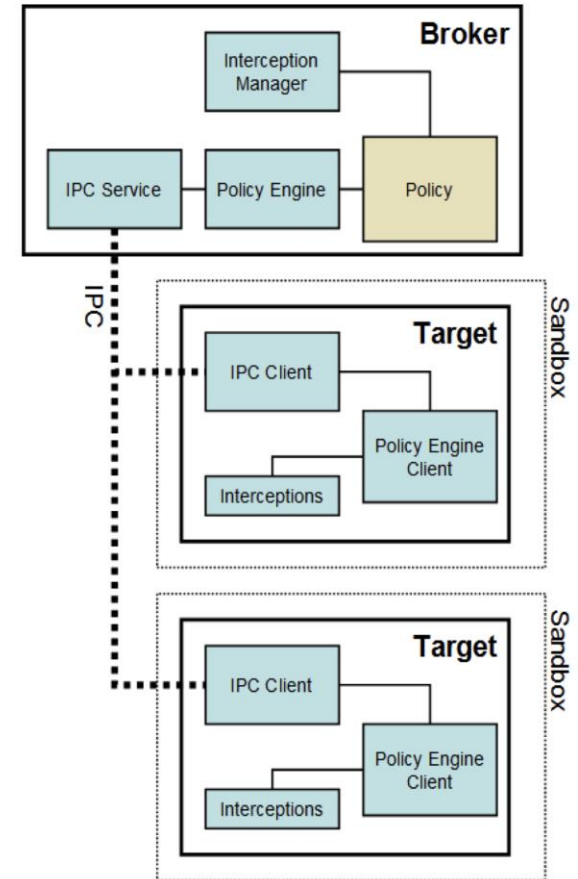 Broker
Interception
Manager
IPC Service
Policy Engine
Policy
IPC
Sandbox
Target
IPC Client
Policy Engine
Client
Interceptions
Sandbox
Target
IPC Client
Policy Engine
Client
Interceptions